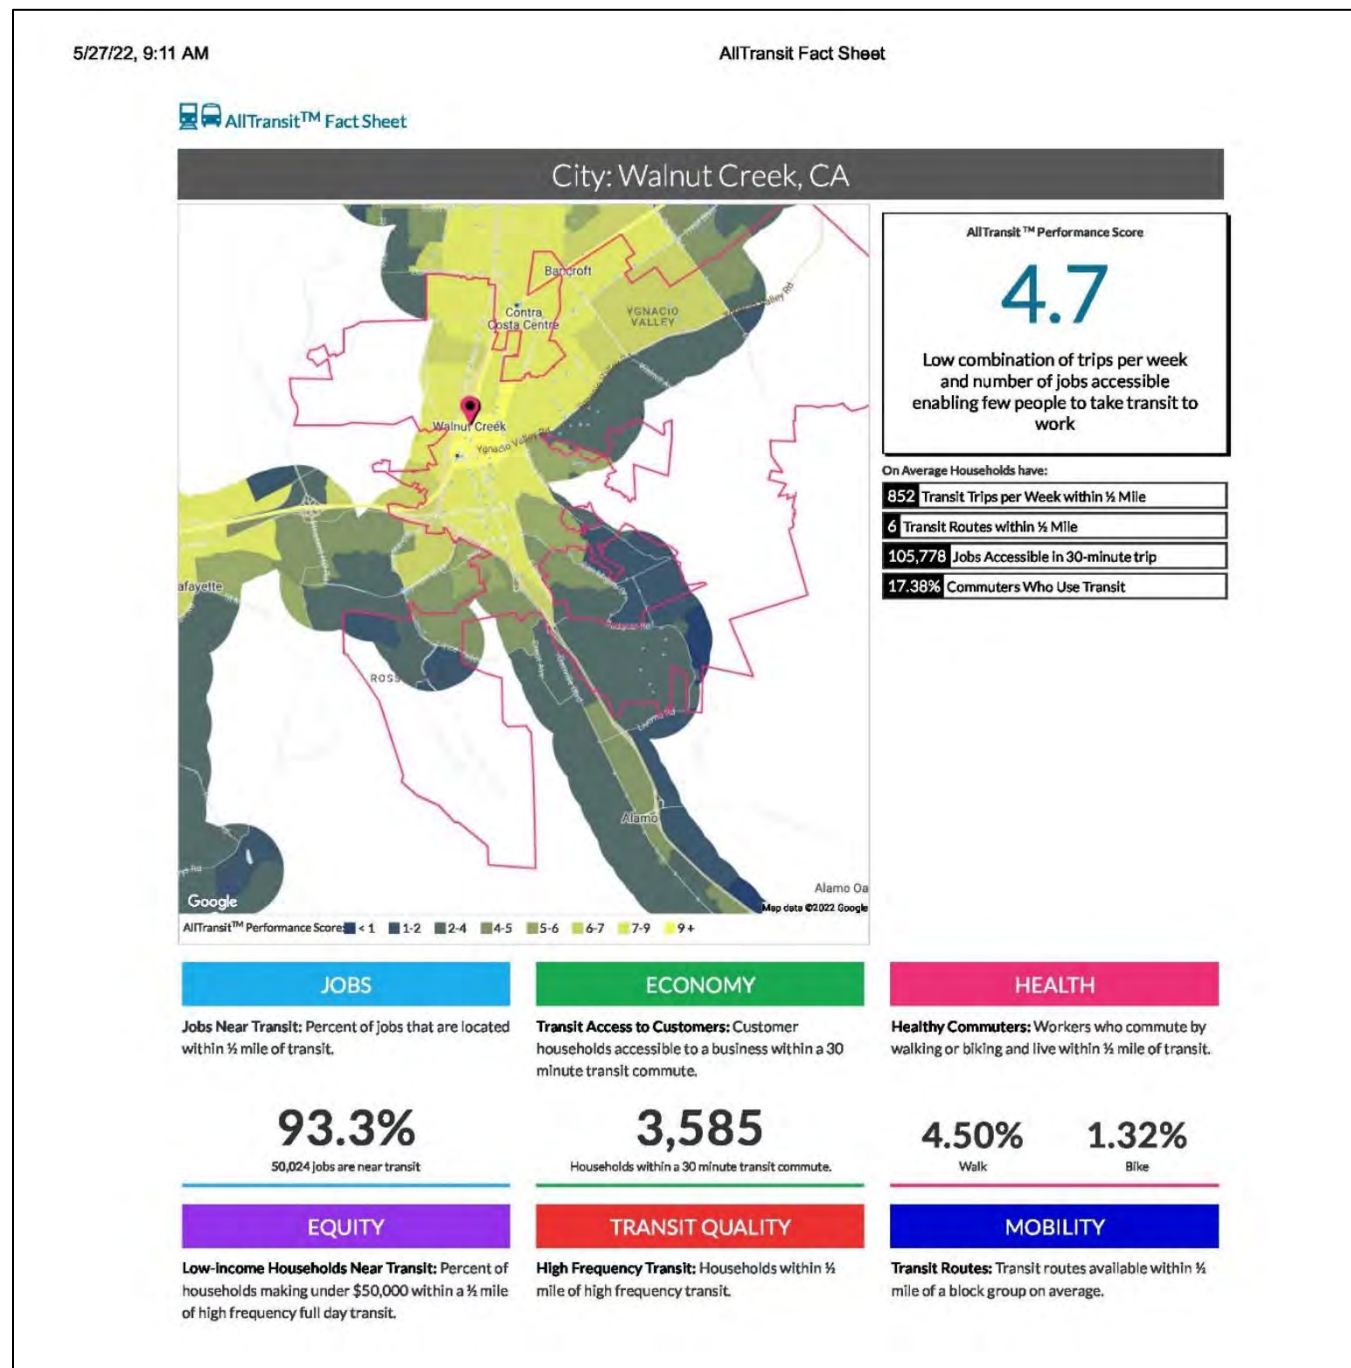 5/27/22, 9:11 AM
AllTransit Fact Sheet
AllTransit™ Fact Sheet
City: Walnut Creek, CA
Bancroft
Contra
Costa Centre
YGNACIO
VALLEY
Valley Rd
Walnut Creek
Ygnacio Valley Rd
afayette
ROSS
Livorna Rd
Alamo
Alamo Oa
Google
Map data ©2022 Google
AllTransit™ Performance Score: < 1 1-2 2-4 4-5 5-6 6-7 7-9 9 +
AllTransit ™ Performance Score
4.7
Low combination of trips per week
and number of jobs accessible
enabling few people to take transit to
work
On Average Households have:
852 Transit Trips per Week within ½ Mile
6 Transit Routes within ½ Mile
105,778 Jobs Accessible in 30-minute trip
17.38% Commuters Who Use Transit
JOBS
Jobs Near Transit: Percent of jobs that are located
within ½ mile of transit.
93.3%
50,024 jobs are near transit
ECONOMY
Transit Access to Customers: Customer
households accessible to a business within a 30
minute transit commute.
3,585
Households within a 30 minute transit commute.
HEALTH
Healthy Commuters: Workers who commute by
walking or biking and live within ½ mile of transit.
4.50% 1.32%
Walk Bike
EQUITY
Low-income Households Near Transit: Percent of
households making under $50,000 within a ½ mile
of high frequency full day transit.
TRANSIT QUALITY
High Frequency Transit: Households within ½
mile of high frequency transit.
MOBILITY
Transit Routes: Transit routes available within ½
mile of a block group on average.